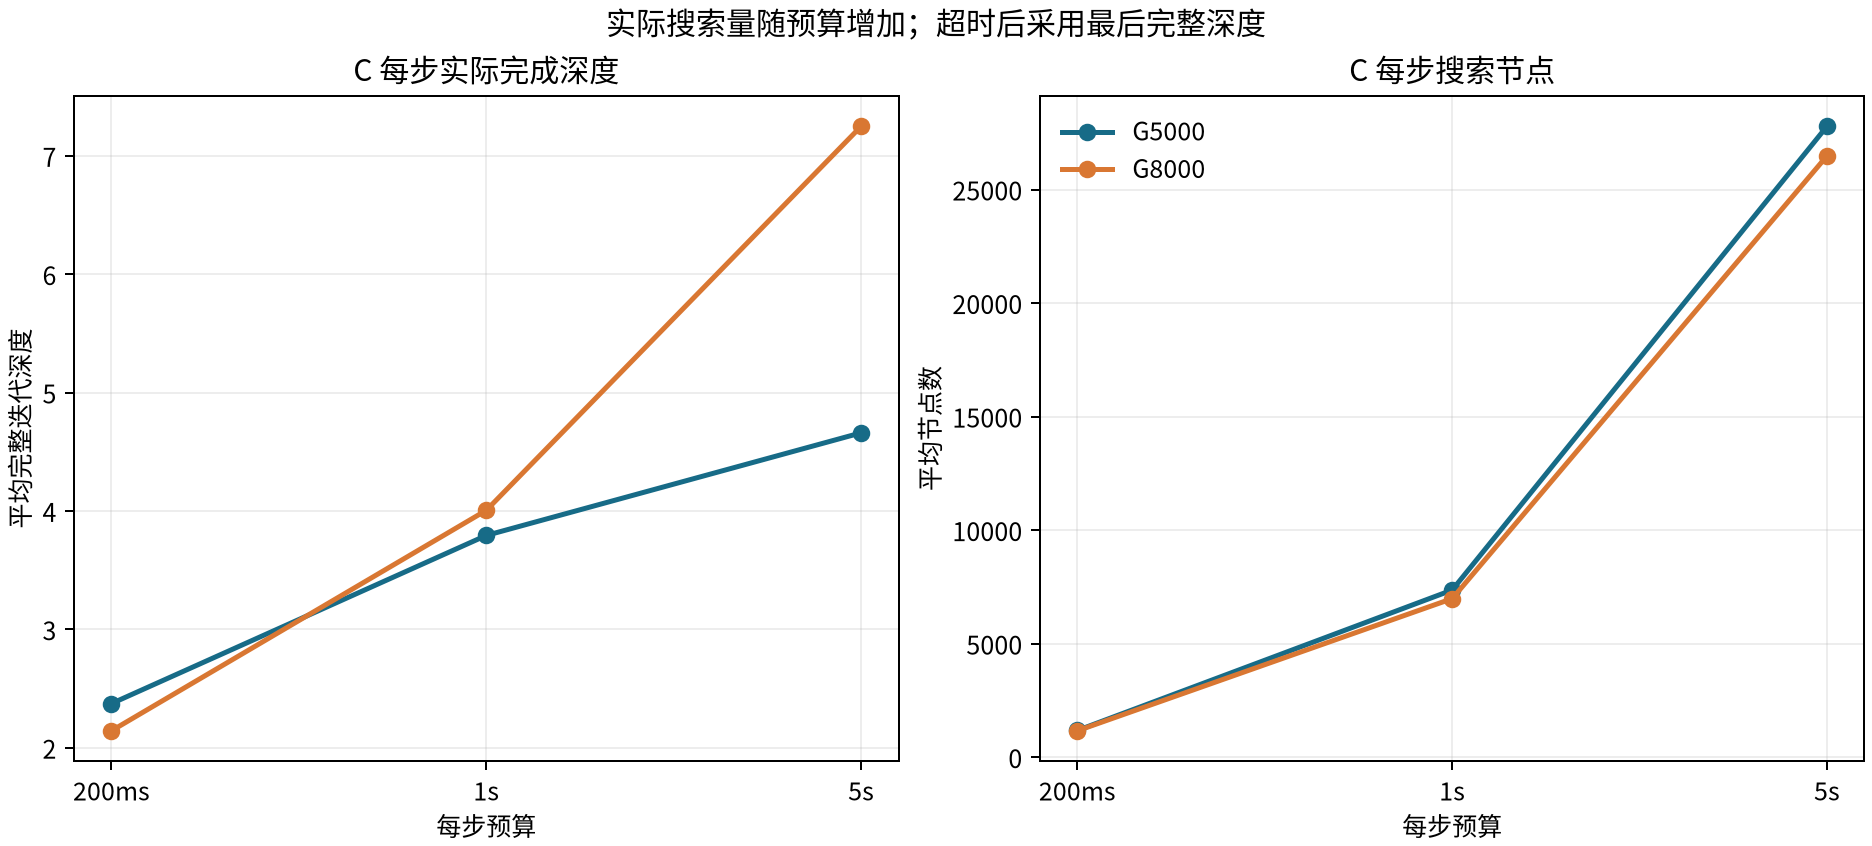 实际搜索量随预算增加；超时后采用最后完整深度
C 每步实际完成深度
平均完整迭代深度
7
6
5
4
3
2
200ms
1s
5s
每步预算
C 每步搜索节点
G5000
G8000
平均节点数
25000
20000
15000
10000
5000
0
200ms
1s
5s
每步预算